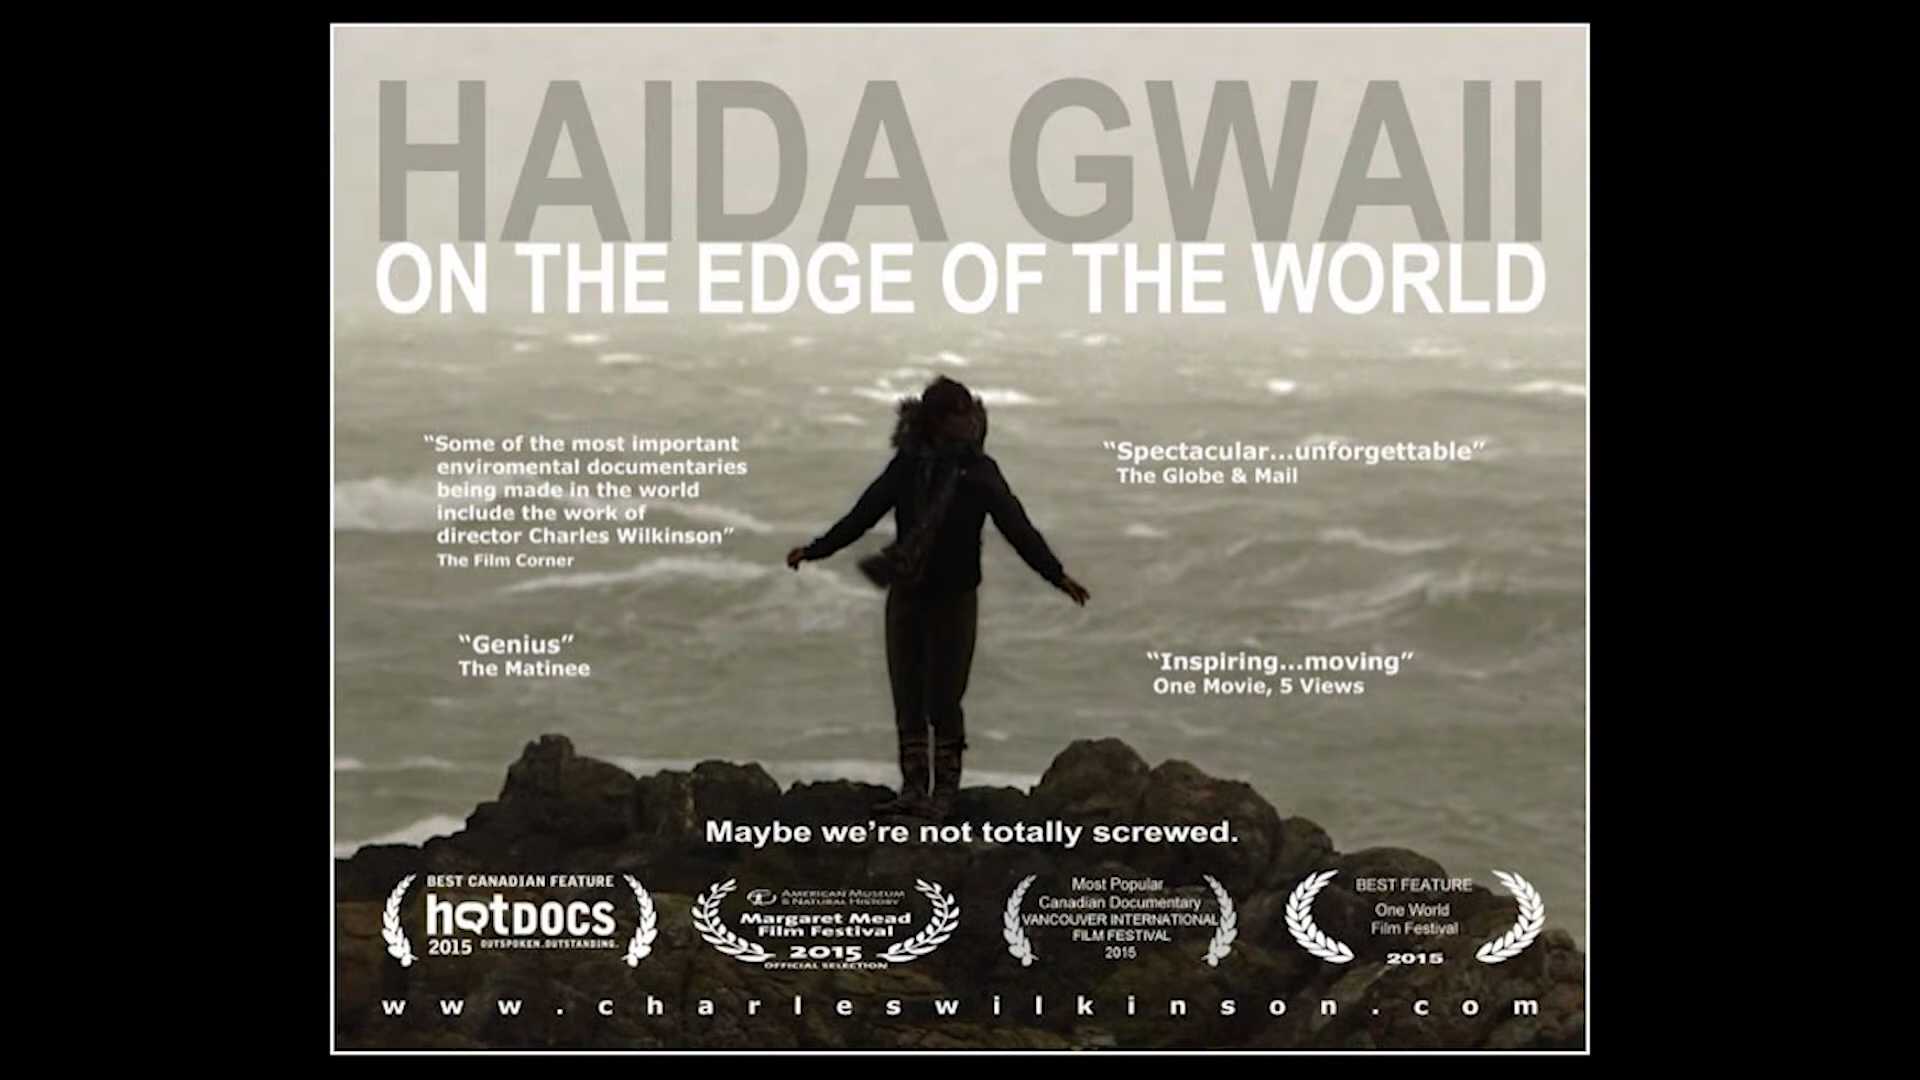 HAIDA GWAII
ON THE EDGE OF THE WORLD
“Some of the most important
enviromental documentaries
being made in the world
include the work of
director Charles Wilkinson”
The Film Corner
“Spectacular...unforgettable”
The Globe & Mail
“Genius”
The Matinee
“Inspiring...moving”
One Movie, 5 Views
Maybe we’re not totally screwed.
BEST CANADIAN FEATURE
hotDOCS
2015 OUTSPOKEN.OUTSTANDING.
AMERICAN MUSEUM
& NATURAL HISTORY
Margaret Mead
Film Festival
2015
OFFICIAL SELECTION
Most Popular
Canadian Documentary
VANCOUVER INTERNATIONAL
FILM FESTIVAL
2015
BEST FEATURE
One World
Film Festival
2015
www.charleswilkinson.com